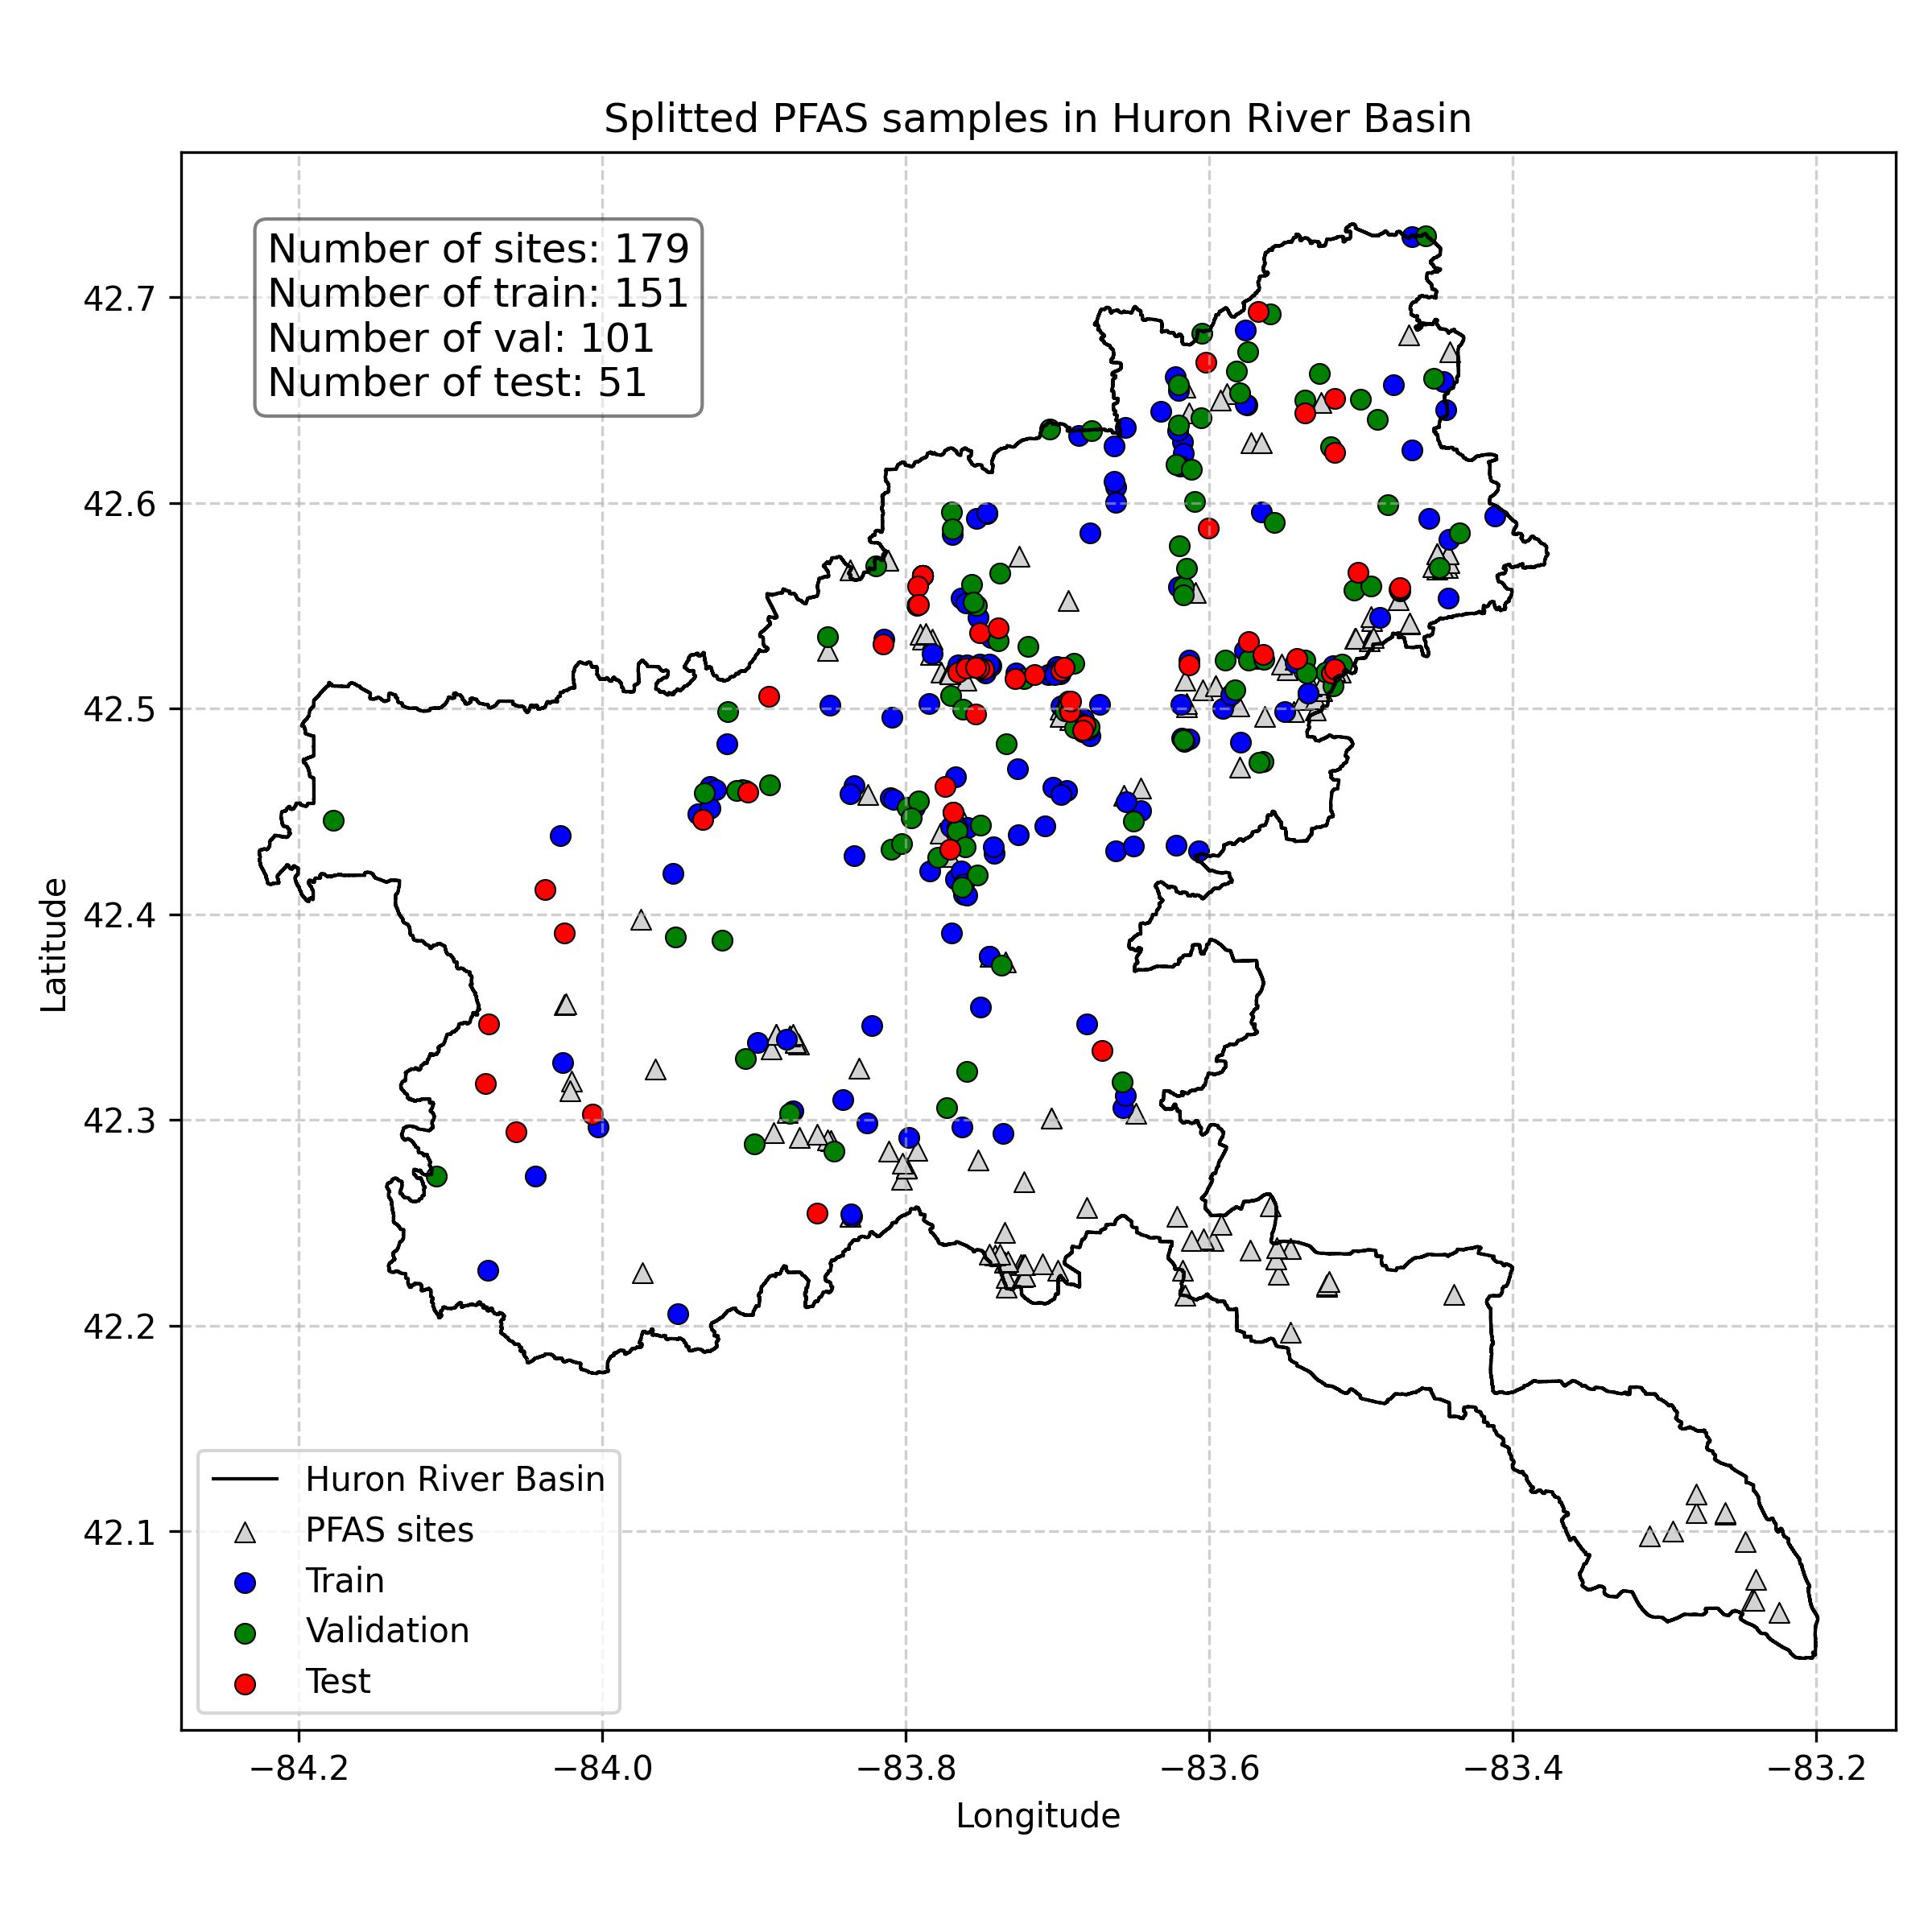 Splitted PFAS samples in Huron River Basin
Number of sites: 179
Number of train: 151
Number of val: 101
Number of test: 51
42.7
42.6
42.5
42.4
42.3
42.2
42.1
Latitude
Huron River Basin
PFAS sites
Train
Validation
Test
−84.2
−84.0
−83.8
−83.6
−83.4
−83.2
Longitude